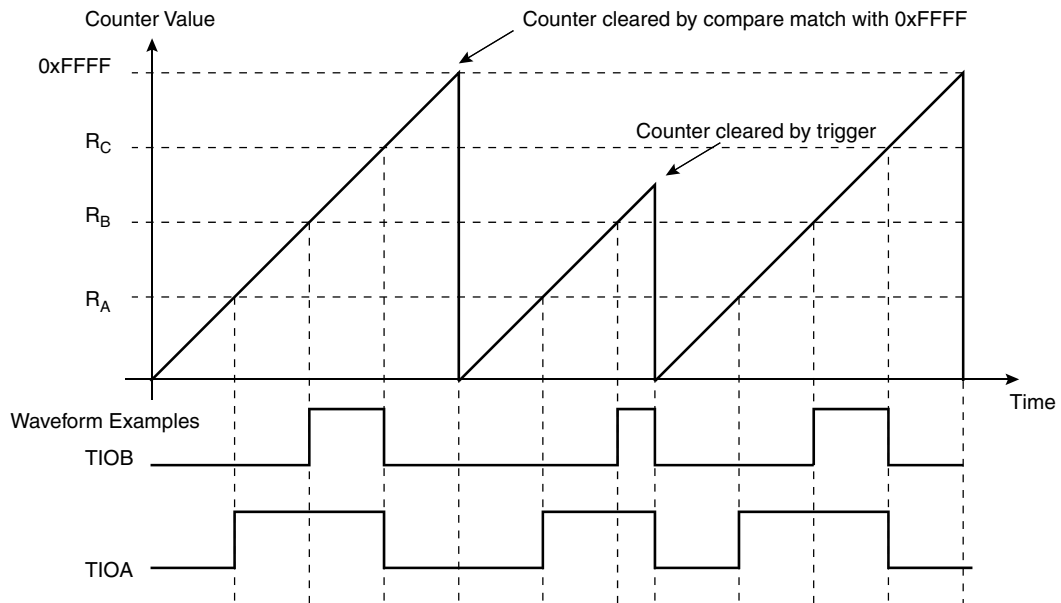 Counter Value
Counter cleared by compare match with 0xFFFF
0xFFFF
Counter cleared by trigger
RC
RB
RA
Time
Waveform Examples
TIOB
TIOA